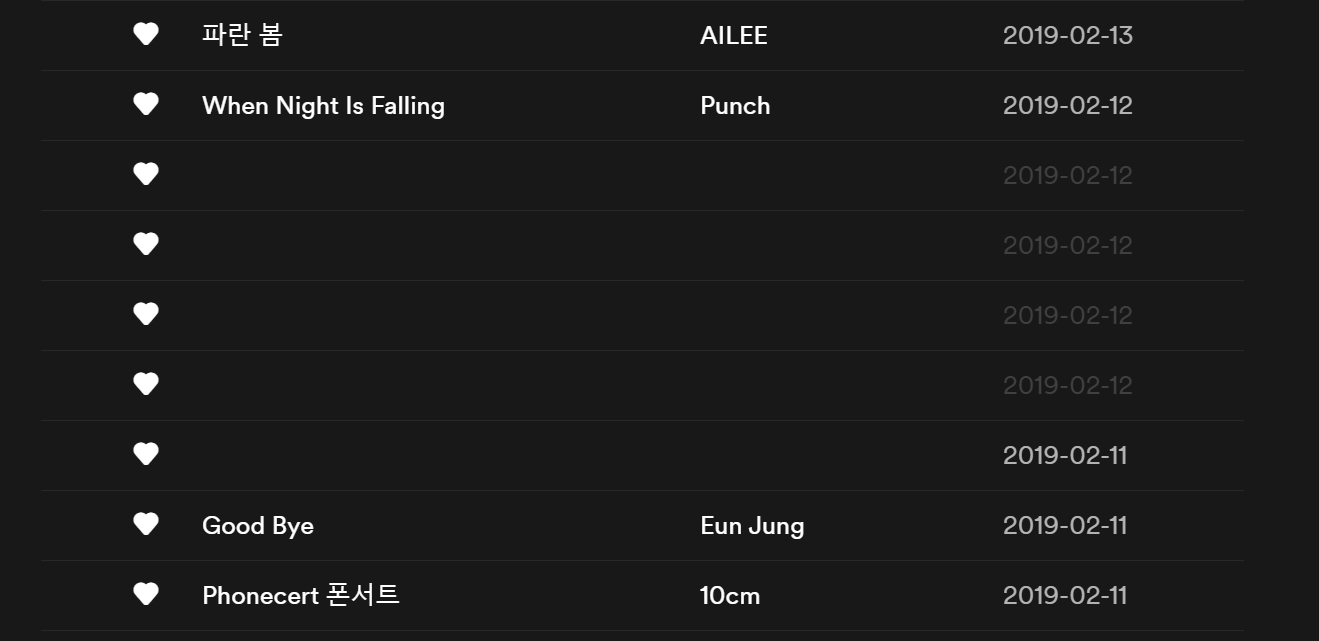 파란 봄 AILEE 2019-02-13
When Night Is Falling Punch 2019-02-12
2019-02-12
2019-02-12
2019-02-12
2019-02-12
2019-02-11
Good Bye Eun Jung 2019-02-11
Phonecert 폰서트 10cm 2019-02-11